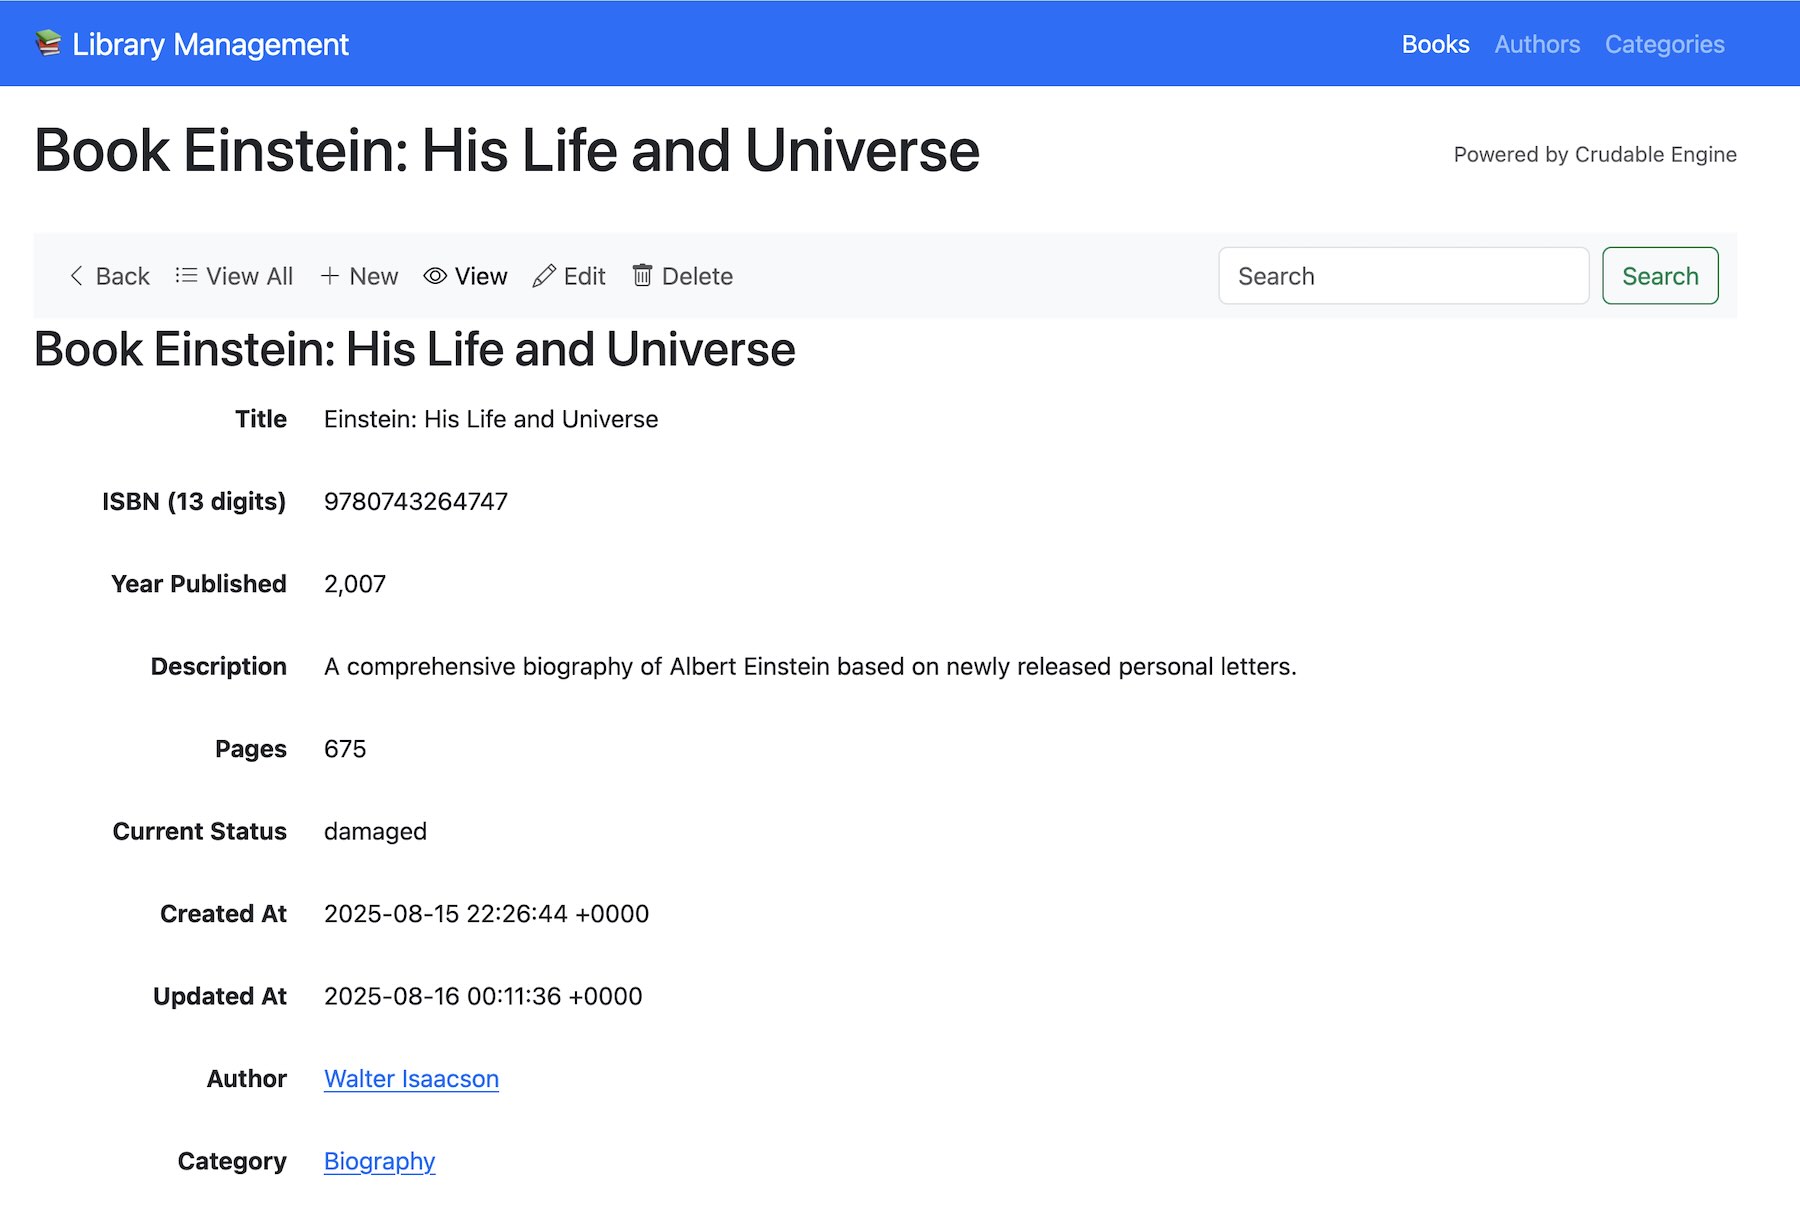 Library Management
Books Authors Categories
Book Einstein: His Life and Universe
Powered by Crudable Engine
Back View All New View Edit Delete Search Search
Book Einstein: His Life and Universe
Title Einstein: His Life and Universe
ISBN (13 digits) 9780743264747
Year Published 2,007
Description A comprehensive biography of Albert Einstein based on newly released personal letters.
Pages 675
Current Status damaged
Created At 2025-08-15 22:26:44 +0000
Updated At 2025-08-16 00:11:36 +0000
Author Walter Isaacson
Category Biography